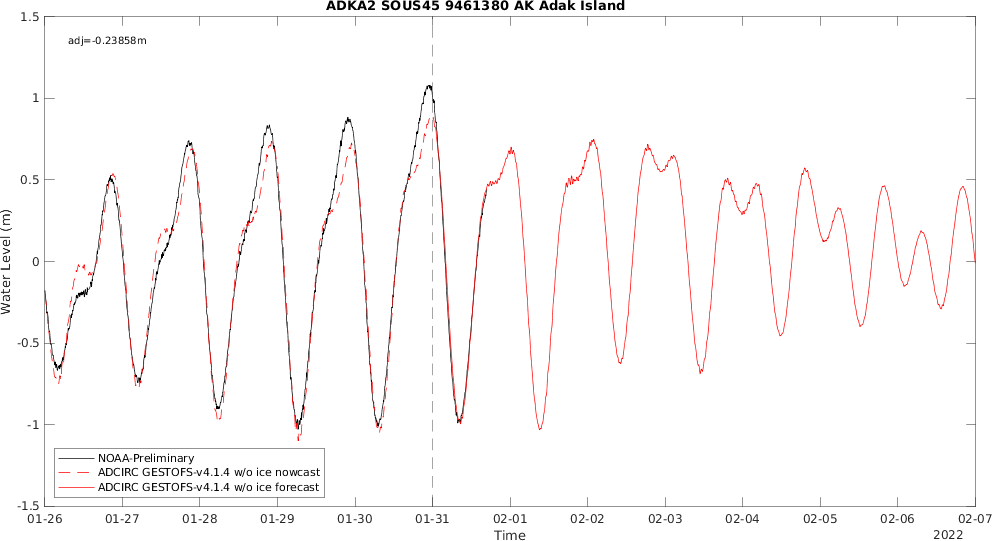 ADKA2 SOUS45 9461380 AK Adak Island
adj=-0.23858m
1.5
1
0.5
0
-0.5
-1
-1.5
Water Level (m)
NOAA-Preliminary
ADCIRC GESTOFS-v4.1.4 w/o ice nowcast
ADCIRC GESTOFS-v4.1.4 w/o ice forecast
01-26 01-27 01-28 01-29 01-30 01-31 02-01 02-02 02-03 02-04 02-05 02-06 02-07
Time
2022